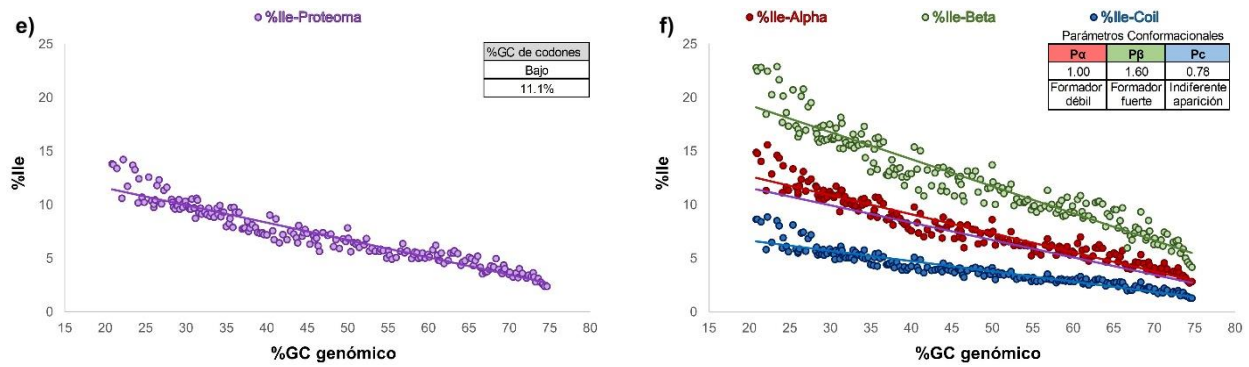 e)
%Ile-Proteoma
%GC de codones
Bajo
11.1%
25
20
15
10
5
0
%Ile
15 20 25 30 35 40 45 50 55 60 65 70 75 80
%GC genómico
f)
%Ile-Alpha %Ile-Beta %Ile-Coil
Parámetros Conformacionales
Pα Pβ Pc
1.00 1.60 0.78
Formador débil Formador fuerte Indiferente aparición
25
20
15
10
5
0
%Ile
15 20 25 30 35 40 45 50 55 60 65 70 75 80
%GC genómico